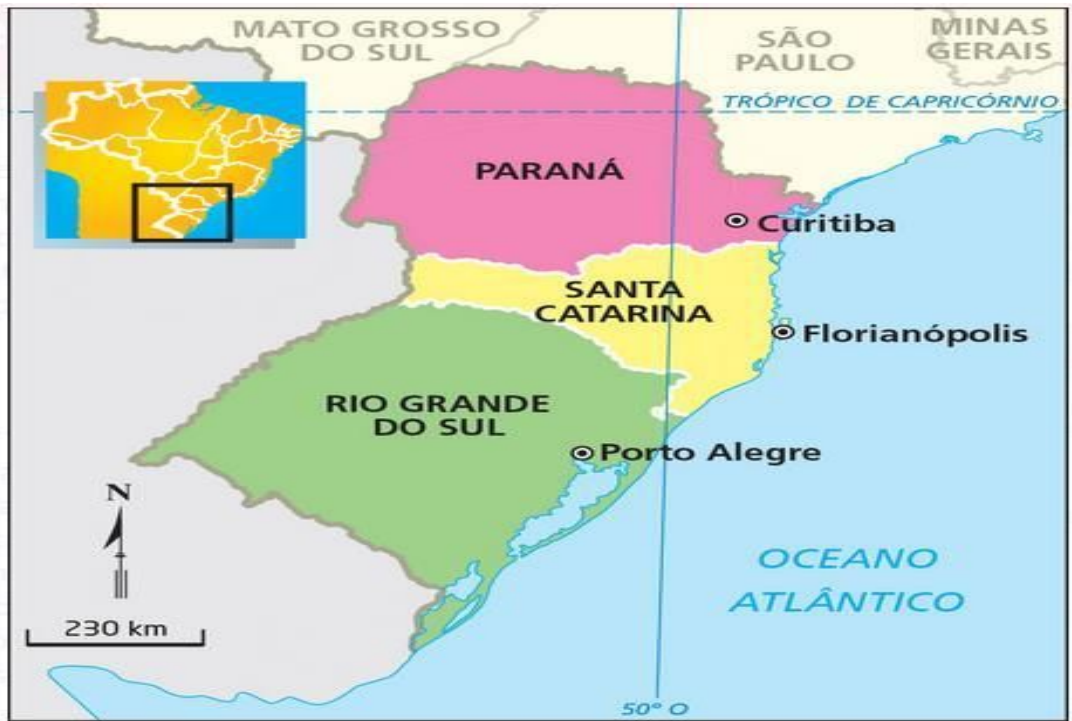 MATO GROSSO
DO SUL
SÃO
PAULO
MINAS
GERAIS
TRÓPICO DE CAPRICÓRNIO
PARANÁ
Curitiba
SANTA
CATARINA
Florianópolis
RIO GRANDE
DO SUL
Porto Alegre
N
OCEANO
ATLÂNTICO
230 km
50° O